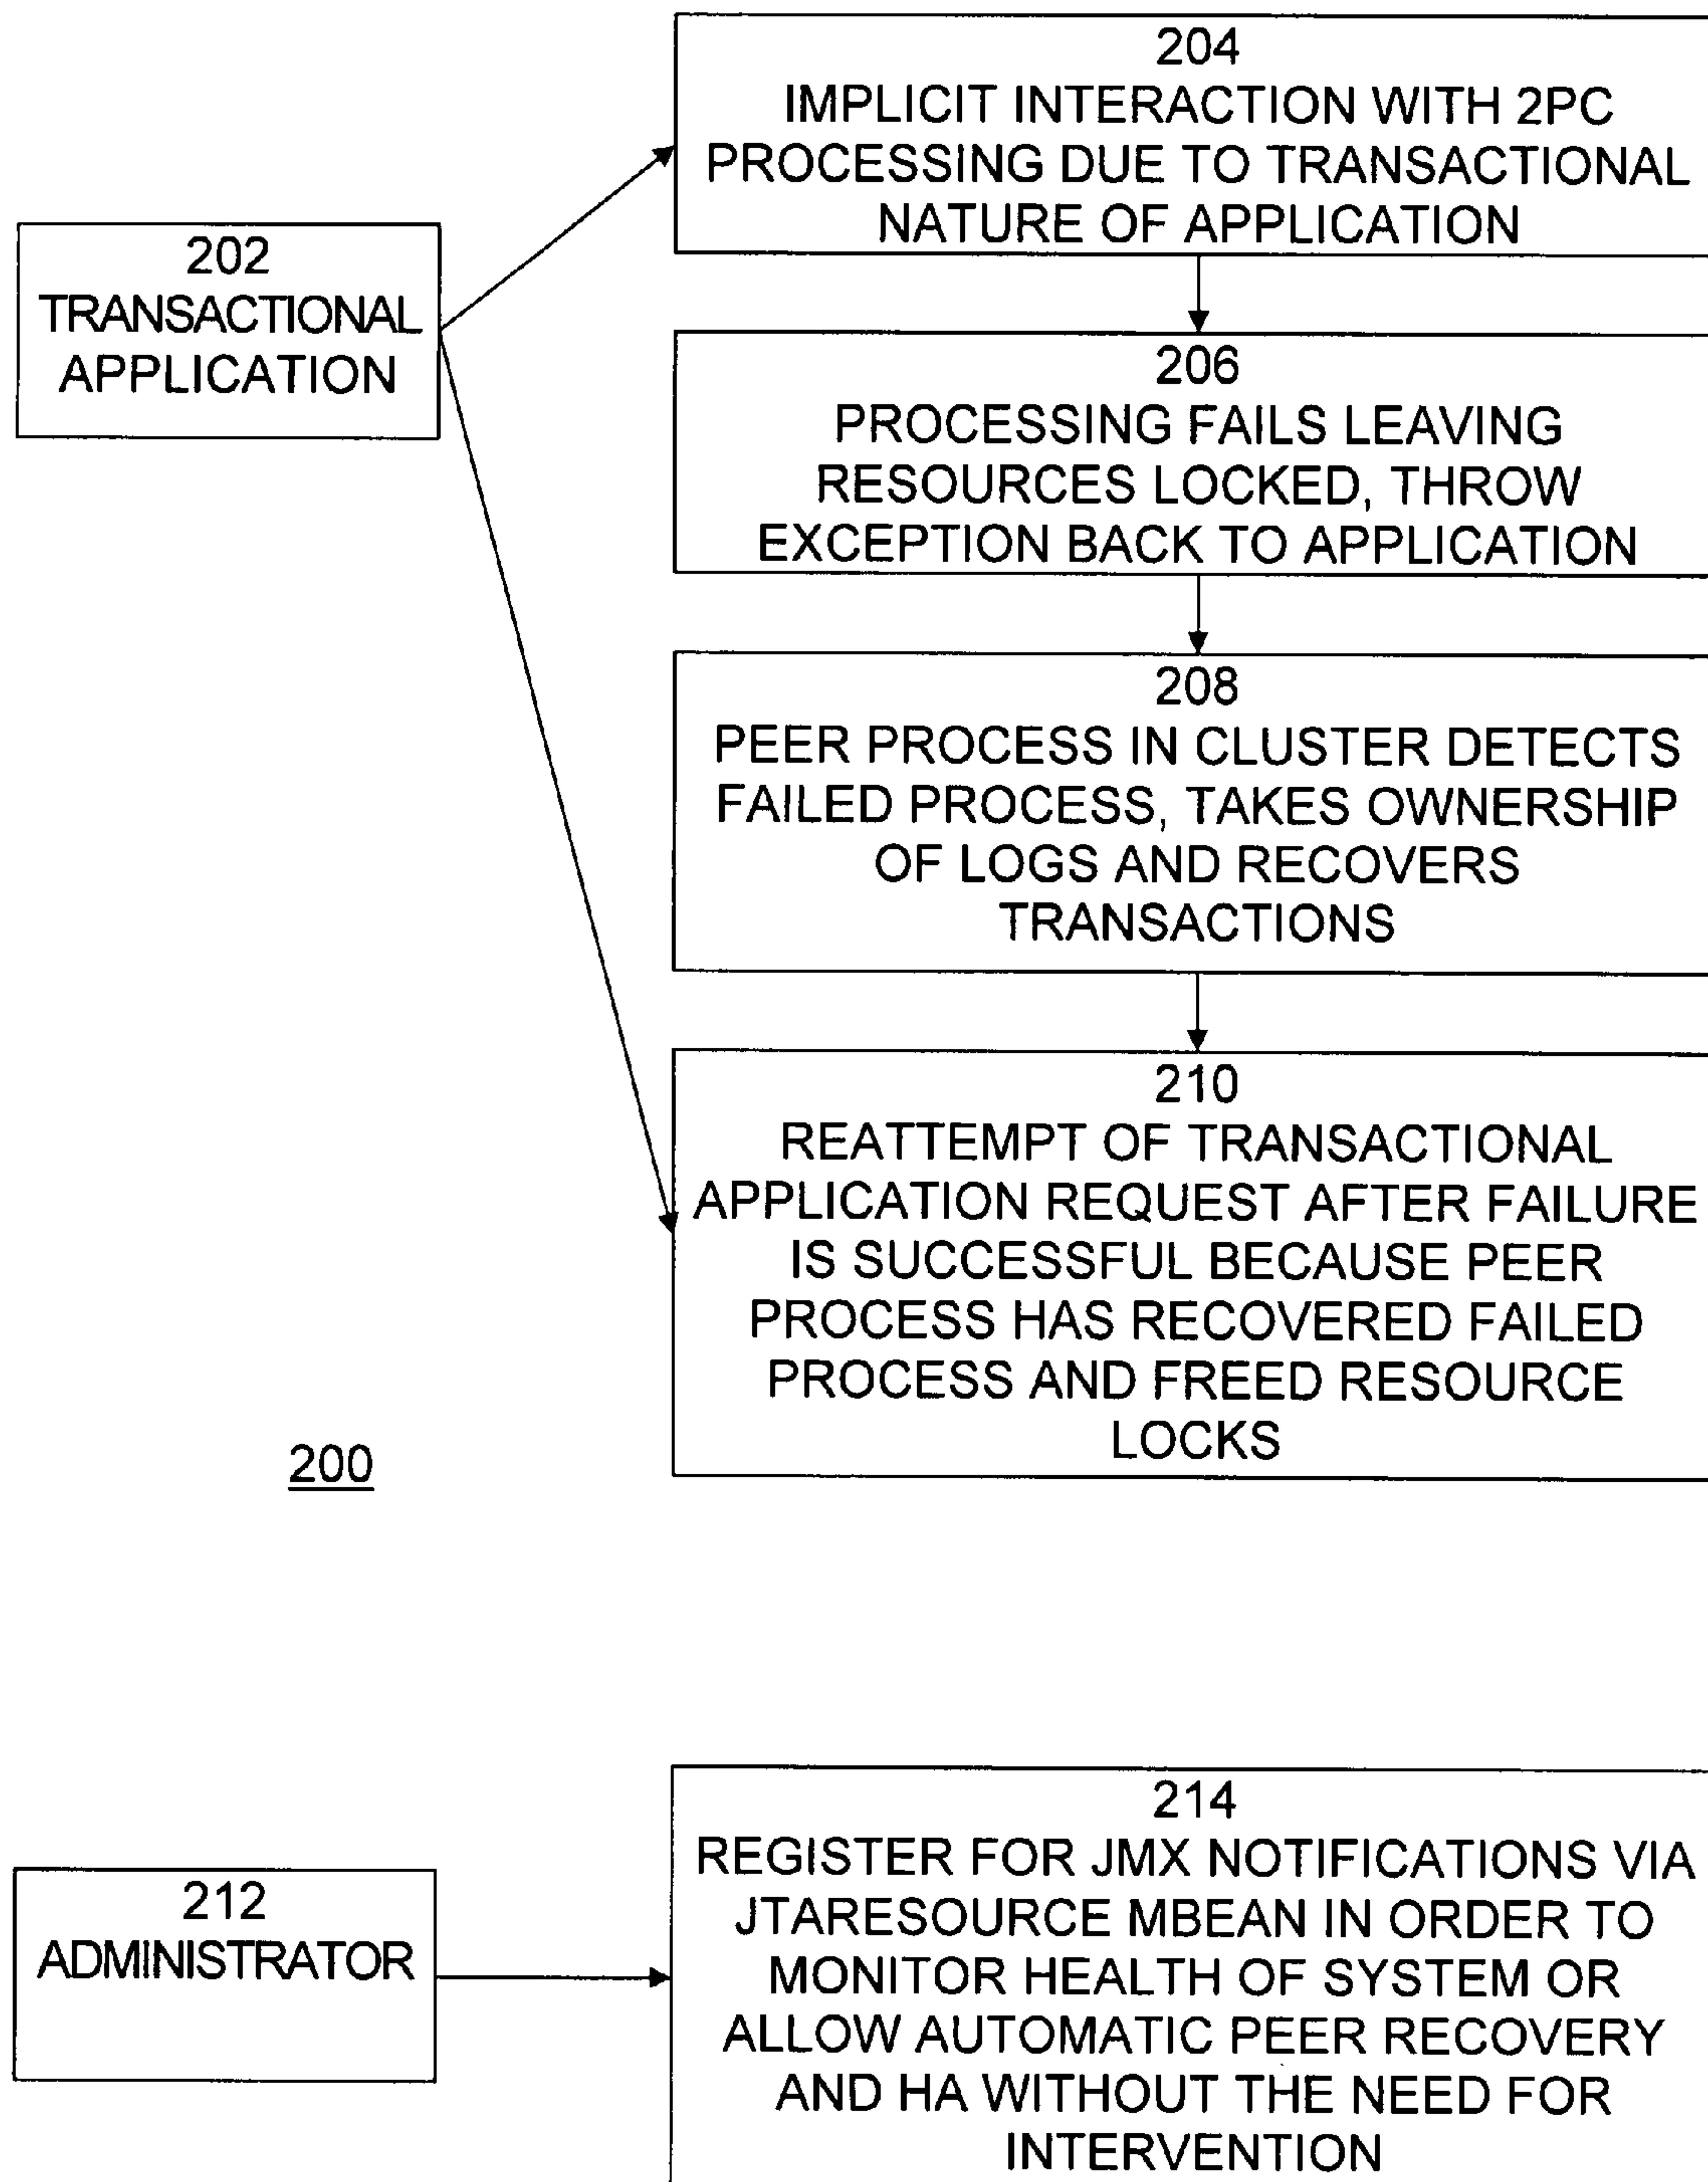 204
IMPLICIT INTERACTION WITH 2PC
PROCESSING DUE TO TRANSACTIONAL
NATURE OF APPLICATION
202
TRANSACTIONAL
APPLICATION
206
PROCESSING FAILS LEAVING
RESOURCES LOCKED, THROW
EXCEPTION BACK TO APPLICATION
208
PEER PROCESS IN CLUSTER DETECTS
FAILED PROCESS, TAKES OWNERSHIP
OF LOGS AND RECOVERS
TRANSACTIONS
210
REATTEMPT OF TRANSACTIONAL
APPLICATION REQUEST AFTER FAILURE
IS SUCCESSFUL BECAUSE PEER
PROCESS HAS RECOVERED FAILED
PROCESS AND FREED RESOURCE
LOCKS
200
214
REGISTER FOR JMX NOTIFICATIONS VIA
JTARESOURCE MBEAN IN ORDER TO
MONITOR HEALTH OF SYSTEM OR
ALLOW AUTOMATIC PEER RECOVERY
AND HA WITHOUT THE NEED FOR
INTERVENTION
212
ADMINISTRATOR